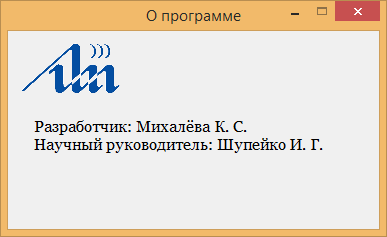 О программе
Разработчик: Михалёва К. С.
Научный руководитель: Шупейко И. Г.